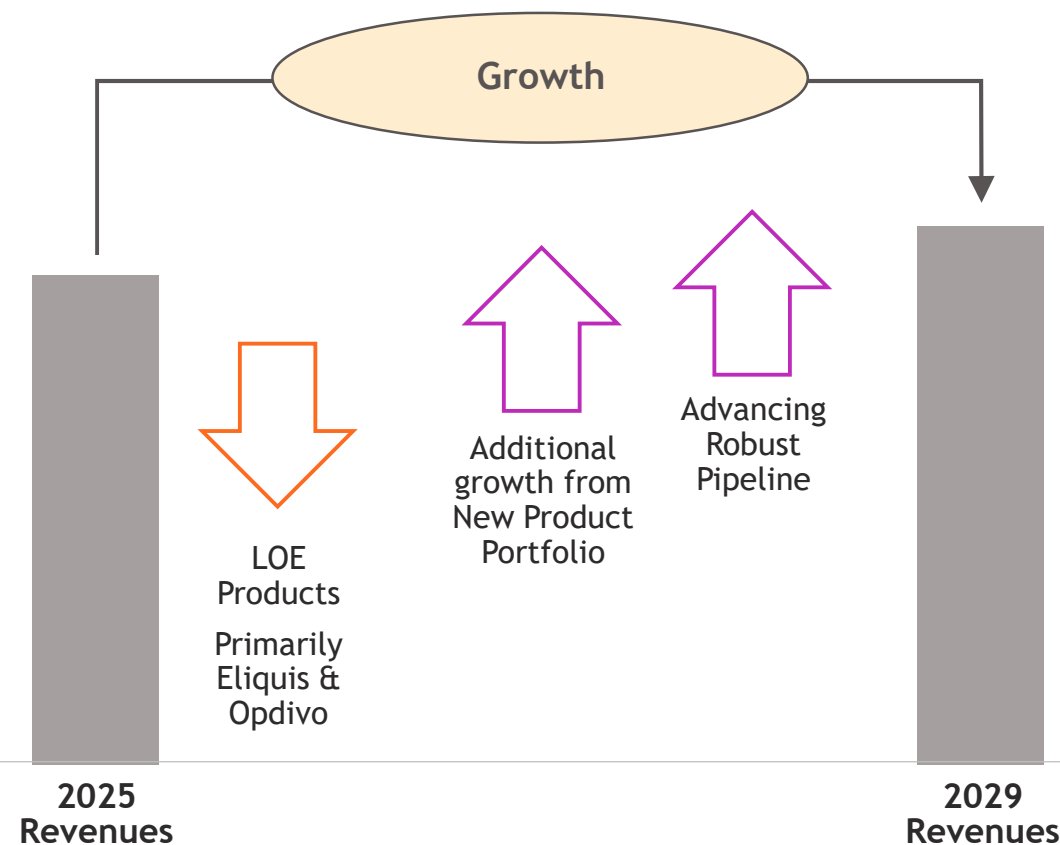 Growth
LOE
Products
Primarily
Eliquis &
Opdivo
Additional
growth from
New Product
Portfolio
Advancing
Robust
Pipeline
2025
Revenues
2029
Revenues